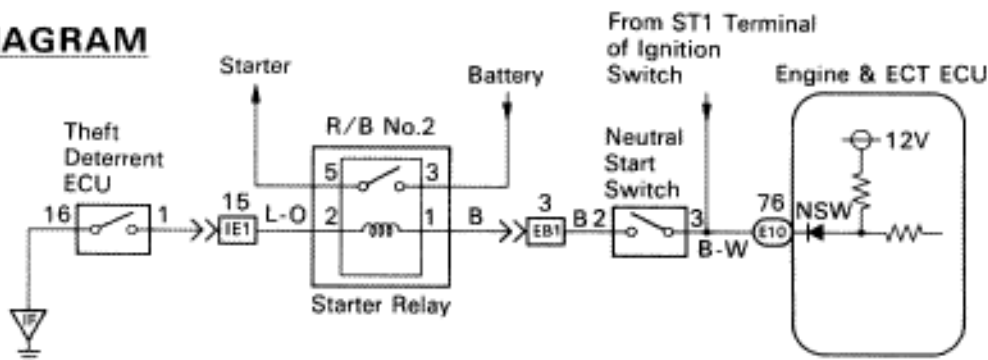 AGRAM
From ST1 Terminal
of Ignition
Switch
Starter
Battery
Engine & ECT ECU
Theft
Deterrent
ECU
R/B No.2
Neutral
Start
Switch
12V
5
3
16
1
15
IE1
L-O
2
1
B
3
EB1
B 2
3
B-W
76
E10
NSW
Starter Relay
IF